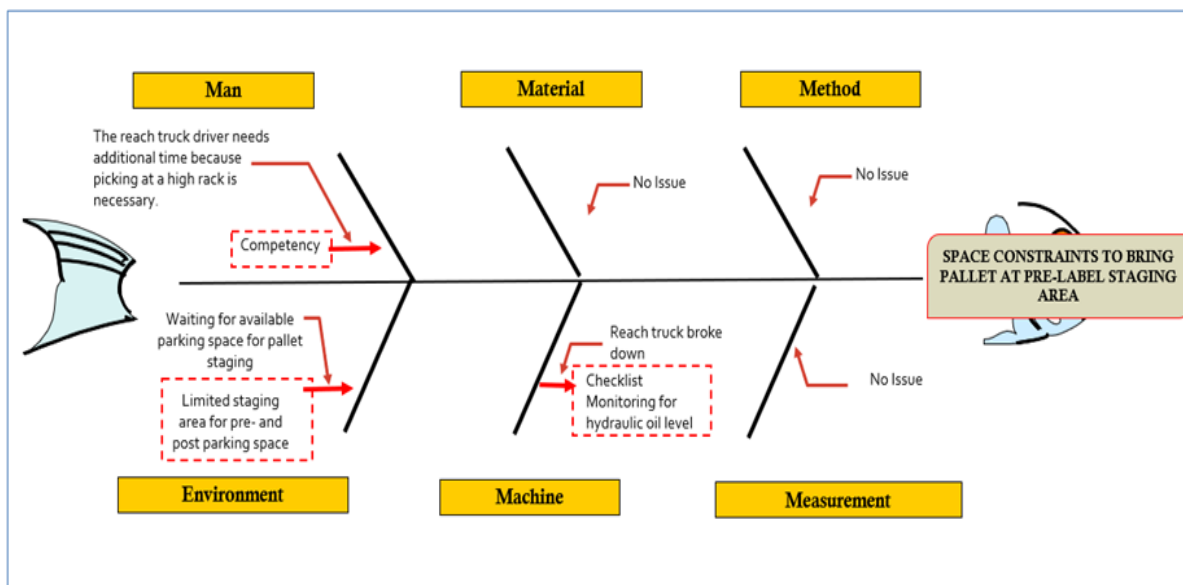 Man
Material
Method
The reach truck driver needs
additional time because
picking at a high rack is
necessary.
No Issue
No Issue
Competency
SPACE CONSTRAINTS TO BRING
PALLET AT PRE-LABEL STAGING
AREA
Waiting for available
parking space for pallet
staging
Limited staging
area for pre- and
post parking space
Reach truck broke
down
Checklist
Monitoring for
hydraulic oil level
No Issue
Environment
Machine
Measurement